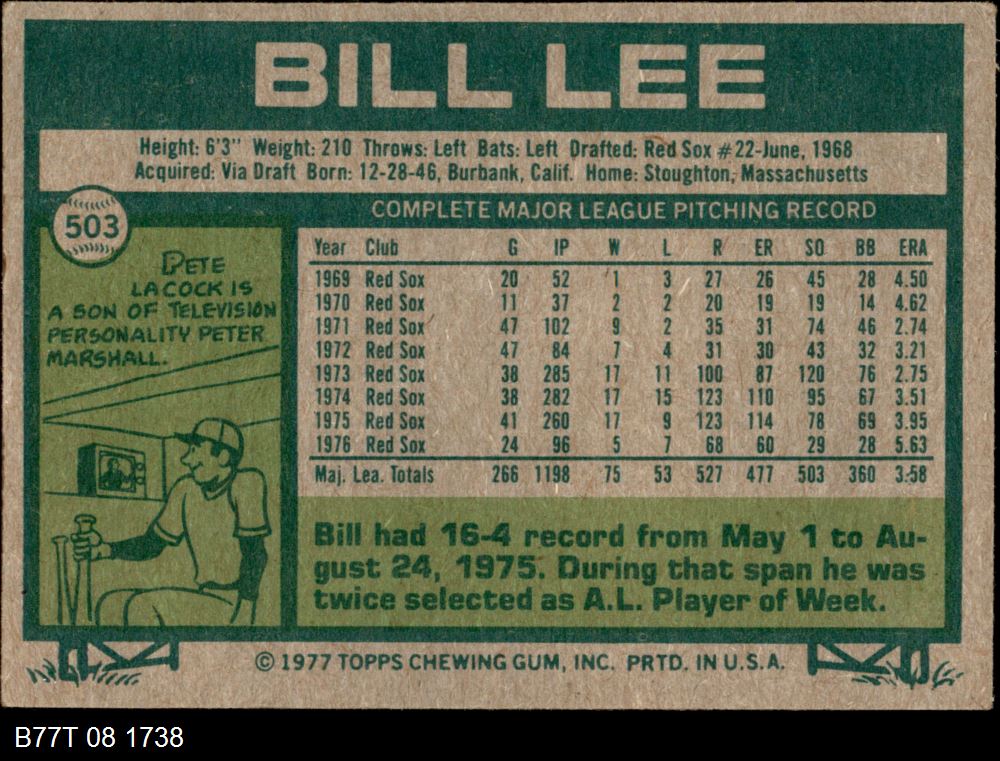 BILL LEE
Height: 6'3" Weight: 210 Throws: Left Bats: Left Drafted: Red Sox #22-June, 1968
Acquired: Via Draft Born: 12-28-46, Burbank, Calif. Home: Stoughton, Massachusetts
503
COMPLETE MAJOR LEAGUE PITCHING RECORD
PETE
LACOCK IS
A SON OF TELEVISION
PERSONALITY PETER
MARSHALL.
Year Club G IP W L R ER SO BB ERA
1969 Red Sox 20 52 1 3 27 26 45 28 4.50
1970 Red Sox 11 37 2 2 20 19 19 14 4.62
1971 Red Sox 47 102 9 2 35 31 74 46 2.74
1972 Red Sox 47 84 7 4 31 30 43 32 3.21
1973 Red Sox 38 285 17 11 100 87 120 76 2.75
1974 Red Sox 38 282 17 15 123 110 95 67 3.51
1975 Red Sox 41 260 17 9 123 114 78 69 3.95
1976 Red Sox 24 96 5 7 68 60 29 28 5.63
Maj. Lea. Totals 266 1198 75 53 527 477 503 360 3.58
Bill had 16-4 record from May 1 to Au-
gust 24, 1975. During that span he was
twice selected as A.L. Player of Week.
© 1977 TOPPS CHEWING GUM, INC. PRTD. IN U.S.A.
B77T 08 1738